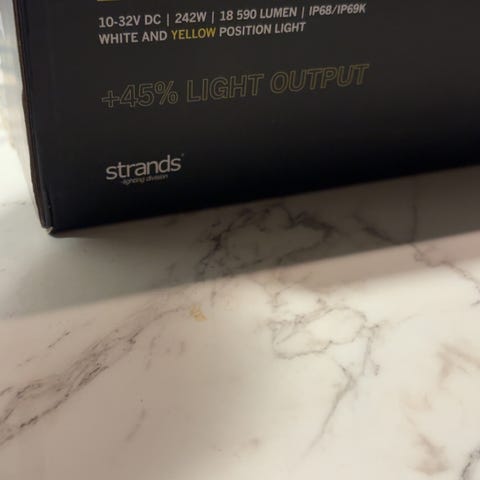 10-32V DC | 242W | 18 590 LUMEN | IP68/IP69K
WHITE AND YELLOW POSITION LIGHT
+45% LIGHT OUTPUT
strands®
-lighting division